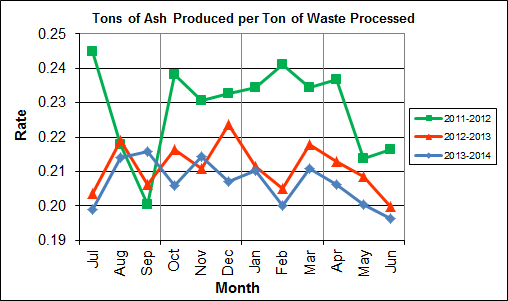 Tons of Ash Produced per Ton of Waste Processed
0.25
0.24
0.23
0.22
0.21
0.20
0.19
Rate
Jul Aug Sep Oct Nov Dec Jan Feb Mar Apr May Jun
Month
2011-2012
2012-2013
2013-2014